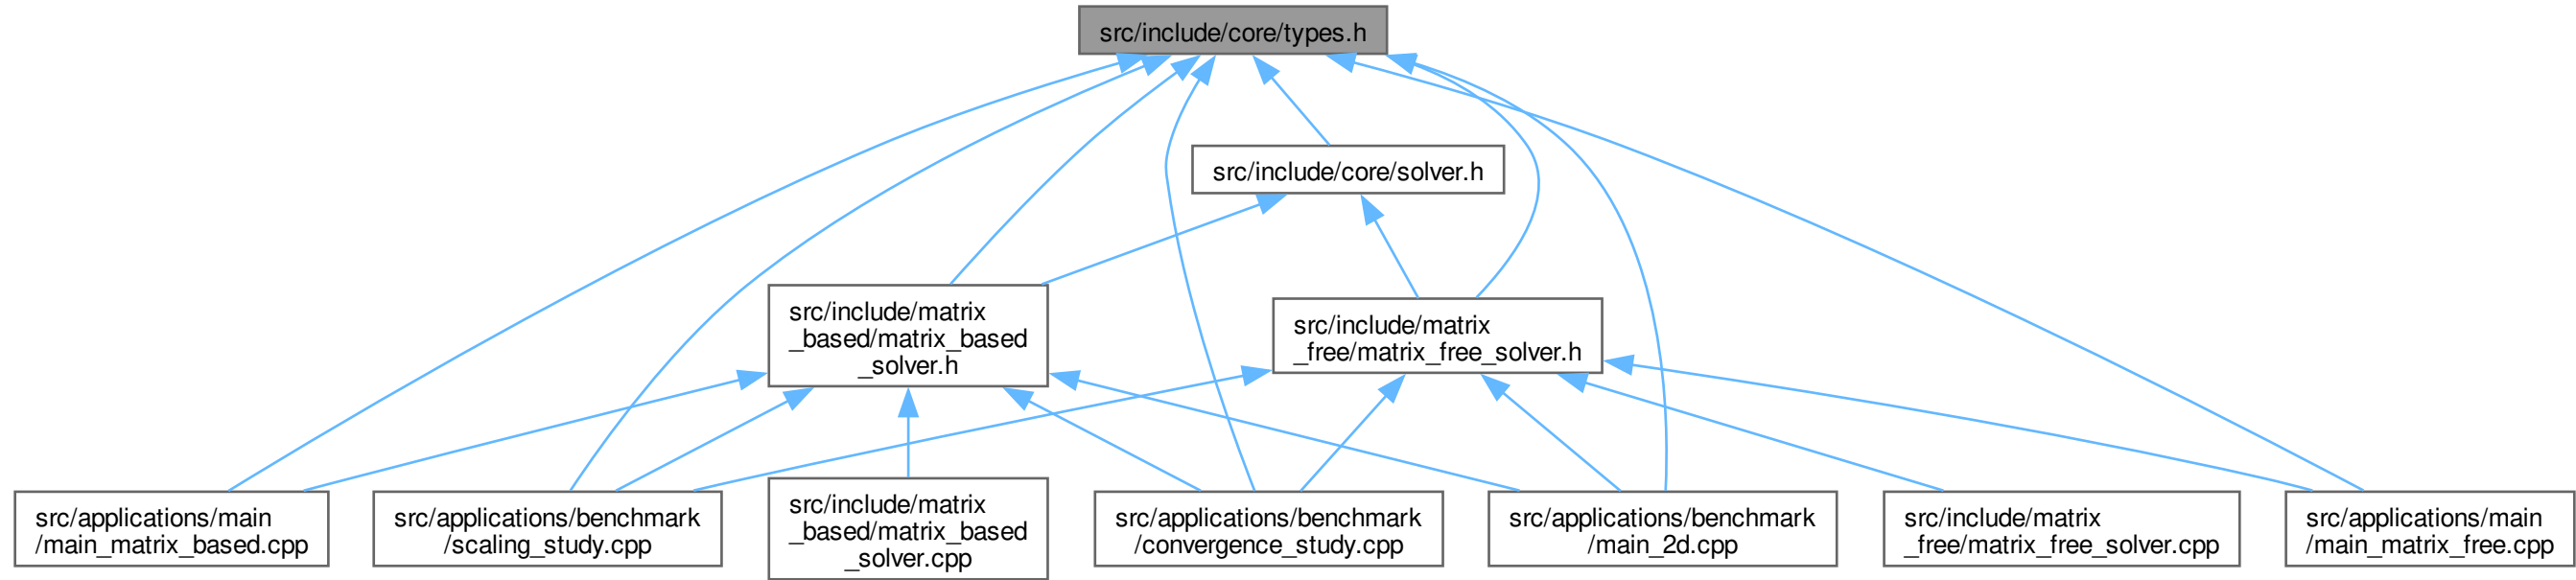 src/include/core/types.h
src/include/core/solver.h
src/include/matrix
_based/matrix_based
_solver.h
src/include/matrix
_free/matrix_free_solver.h
src/applications/main
/main_matrix_based.cpp
src/applications/benchmark
/scaling_study.cpp
src/include/matrix
_based/matrix_based
_solver.cpp
src/applications/benchmark
/convergence_study.cpp
src/applications/benchmark
/main_2d.cpp
src/include/matrix
_free/matrix_free_solver.cpp
src/applications/main
/main_matrix_free.cpp